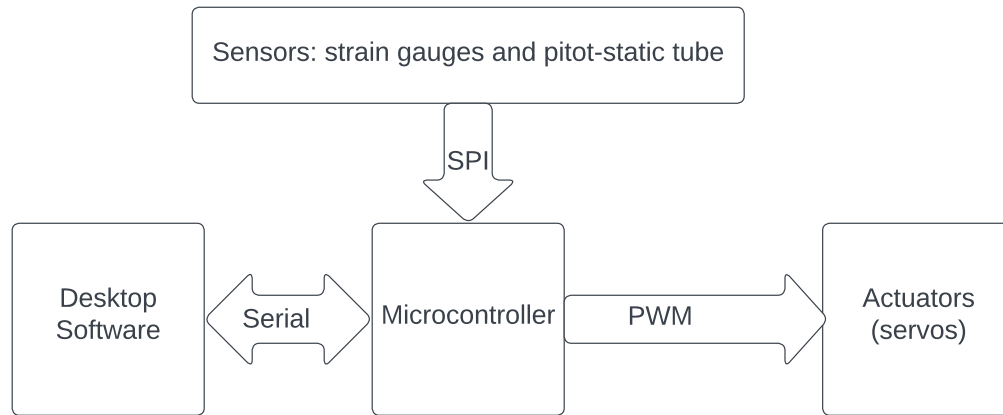 Sensors: strain gauges and pitot-static tube
SPI
Desktop
Software
Serial
Microcontroller
PWM
Actuators
(servos)